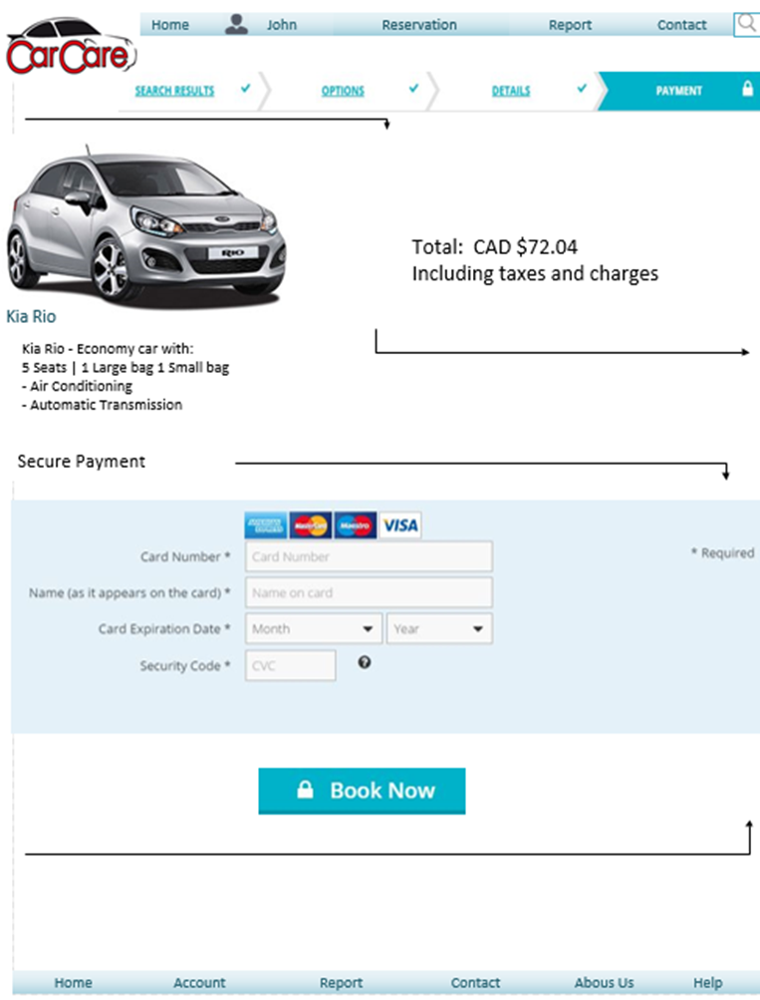 Home John Reservation Report Contact
CarCare
SEARCH RESULTS OPTIONS DETAILS PAYMENT
RIO
Total: CAD $72.04
Including taxes and charges
Kia Rio
Kia Rio - Economy car with:
5 Seats | 1 Large bag 1 Small bag
- Air Conditioning
- Automatic Transmission
Secure Payment
MasterCard Maestro VISA
Card Number * Card Number * Required
Name (as it appears on the card) * Name on card
Card Expiration Date * Month Year
Security Code * CVC ?
Book Now
Home Account Report Contact Abous Us Help